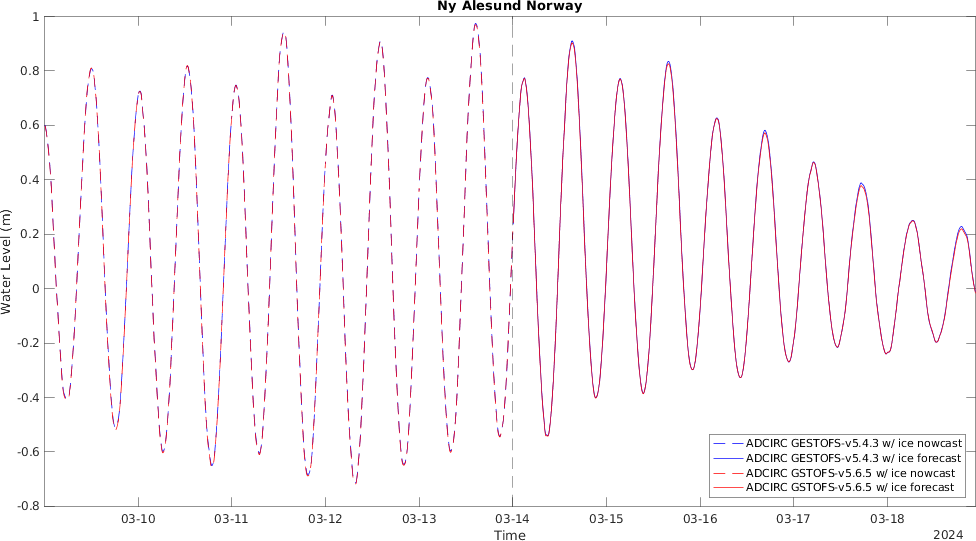 Ny Alesund Norway
1
0.8
0.6
0.4
0.2
0
-0.2
-0.4
-0.6
-0.8
Water Level (m)
03-10 03-11 03-12 03-13 03-14 03-15 03-16 03-17 03-18
Time
2024
ADCIRC GESTOFS-v5.4.3 w/ ice nowcast
ADCIRC GESTOFS-v5.4.3 w/ ice forecast
ADCIRC GSTOFS-v5.6.5 w/ ice nowcast
ADCIRC GSTOFS-v5.6.5 w/ ice forecast